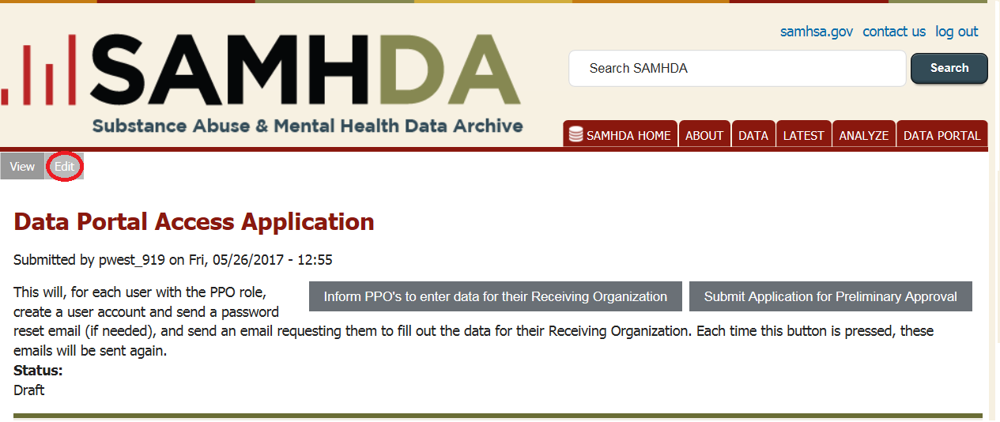 SAMHDA
Substance Abuse & Mental Health Data Archive
samhsa.gov contact us log out
Search SAMHDA Search
SAMHDA HOME ABOUT DATA LATEST ANALYZE DATA PORTAL
View Edit
Data Portal Access Application
Submitted by pwest_919 on Fri, 05/26/2017 - 12:55
Inform PPO's to enter data for their Receiving Organization Submit Application for Preliminary Approval
This will, for each user with the PPO role,
create a user account and send a password
reset email (if needed), and send an email requesting them to fill out the data for their Receiving Organization. Each time this button is pressed, these
emails will be sent again.
Status:
Draft